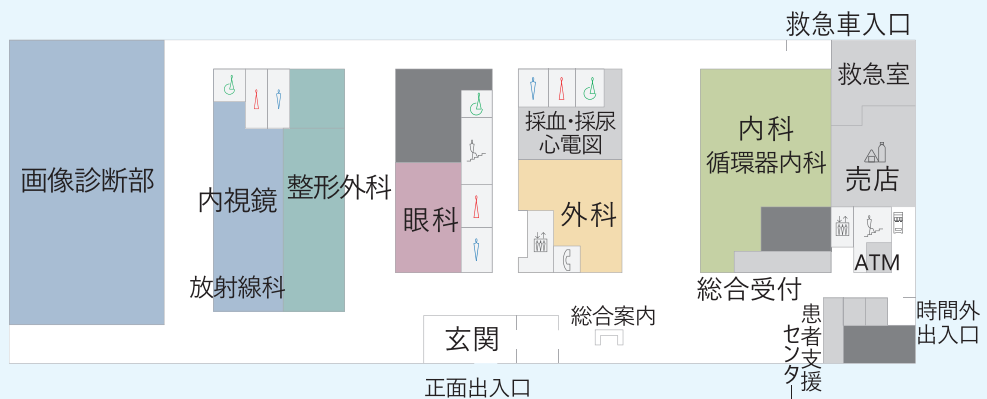 救急車入口
救急室
画像診断部
内視鏡
放射線科
整形外科
眼科
採血・採尿
心電図
外科
内科
循環器内科
売店
ATM
総合受付
総合案内
玄関
正面出入口
患者支援
センター
時間外
出入口